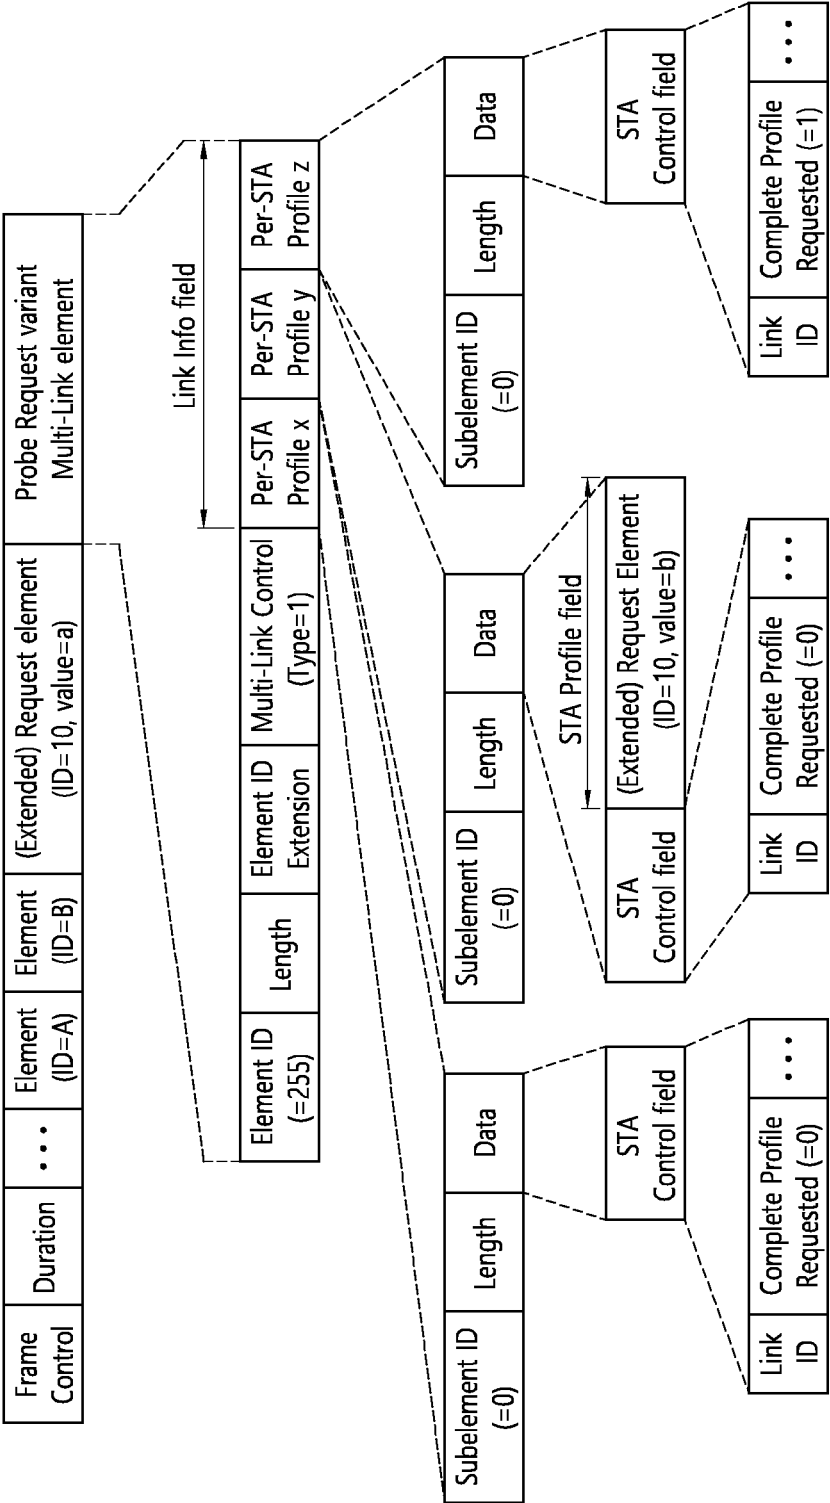 Frame
Control
Duration
...
Element
(ID=A)
Element
(ID=B)
(Extended) Request element
(ID=10, value=a)
Probe Request variant
Multi-Link element
Link Info field
Element ID
(=255)
Length
Element ID
Extension
Multi-Link Control
(Type=1)
Per-STA
Profile x
Per-STA
Profile y
Per-STA
Profile z
Subelement ID
(=0)
Length
Data
Subelement ID
(=0)
Length
Data
Subelement ID
(=0)
Length
Data
STA Profile field
STA
Control field
STA
Control field
(Extended) Request Element
(ID=10, value=b)
STA
Control field
Link
ID
Complete Profile
Requested (=0)
...
Link
ID
Complete Profile
Requested (=0)
...
Link
ID
Complete Profile
Requested (=1)
...